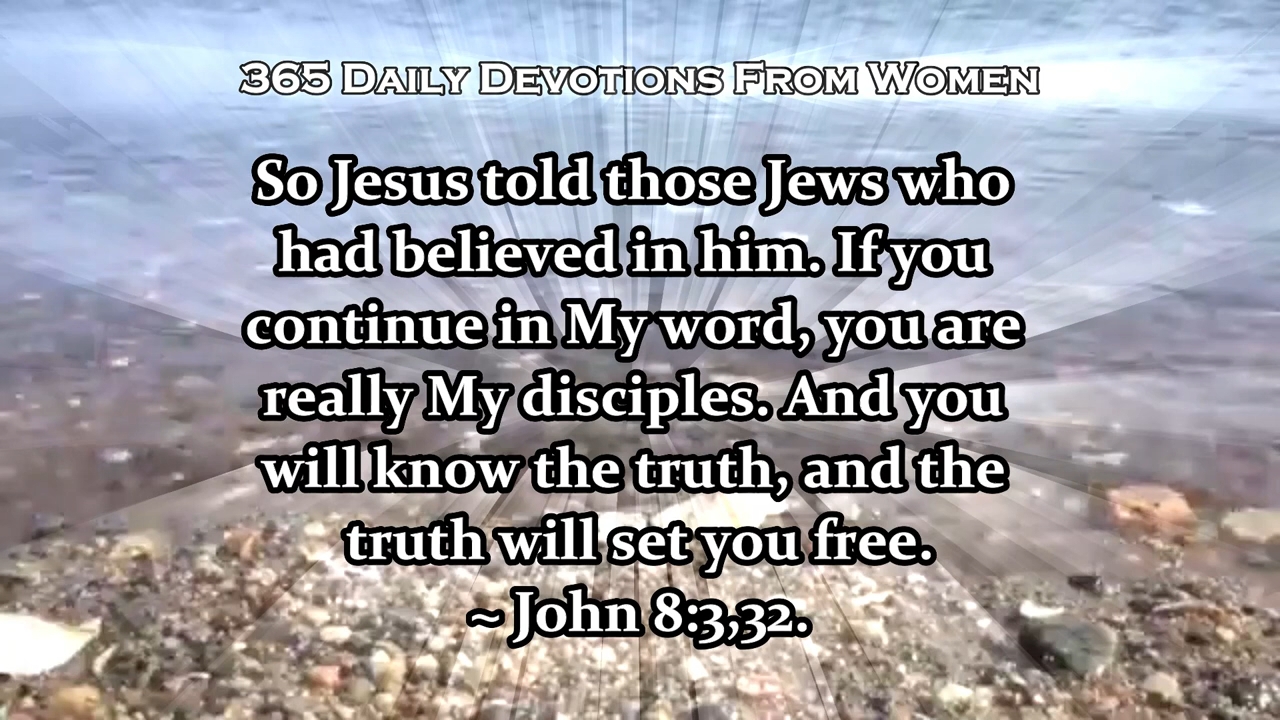 365 Daily Devotions From Women
So Jesus told those Jews who
had believed in him. If you
continue in My word, you are
really My disciples. And you
will know the truth, and the
truth will set you free.
~ John 8:3,32.